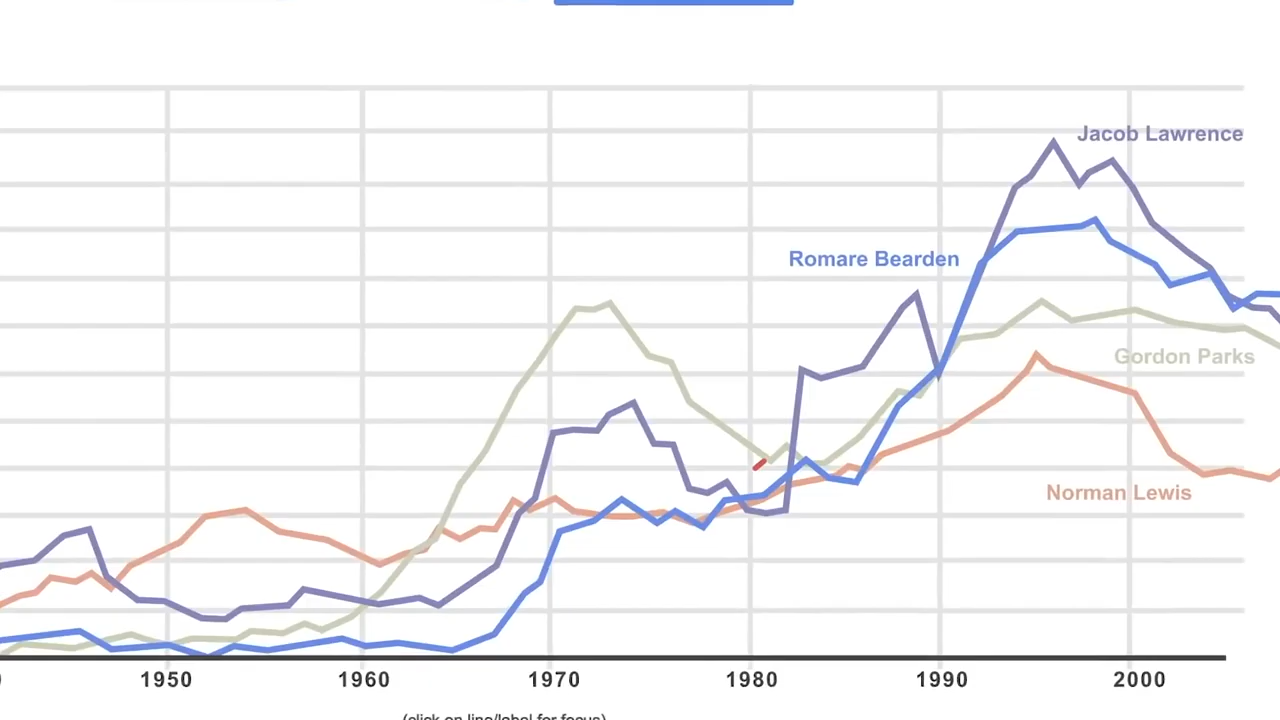 Jacob Lawrence
Romare Bearden
Gordon Parks
Norman Lewis
1950 1960 1970 1980 1990 2000
(click on line/label for focus)